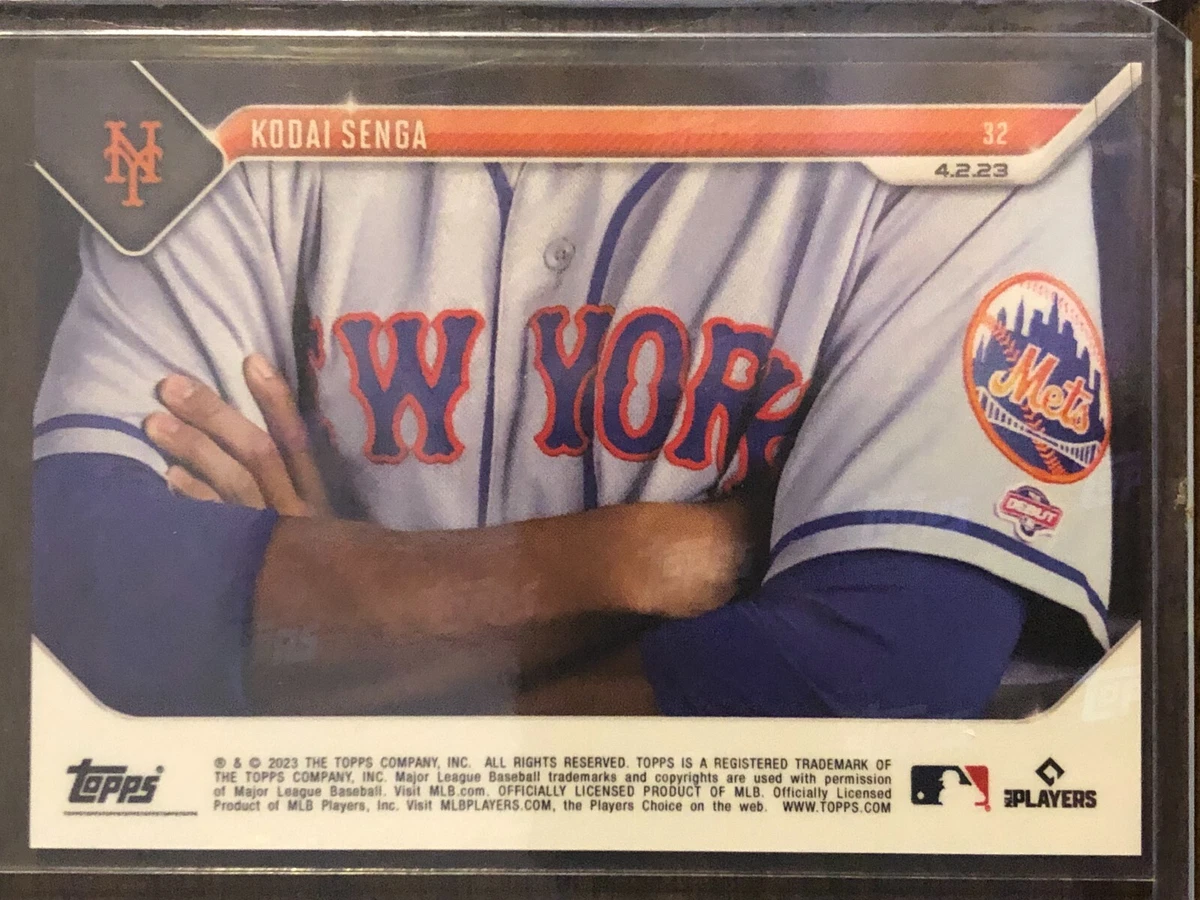 KODAI SENGA
32
4.2.23
NY
W YORK
Mets
DEBUT
TOPPS
® & © 2023 THE TOPPS COMPANY, INC. ALL RIGHTS RESERVED. TOPPS IS A REGISTERED TRADEMARK OF
THE TOPPS COMPANY, INC. Major League Baseball trademarks and copyrights are used with permission
of Major League Baseball. Visit MLB.com. OFFICIALLY LICENSED PRODUCT OF MLB. Officially Licensed
Product of MLB Players, Inc. Visit MLBPLAYERS.COM, the Players Choice on the web. WWW.TOPPS.COM
MLB PLAYERS